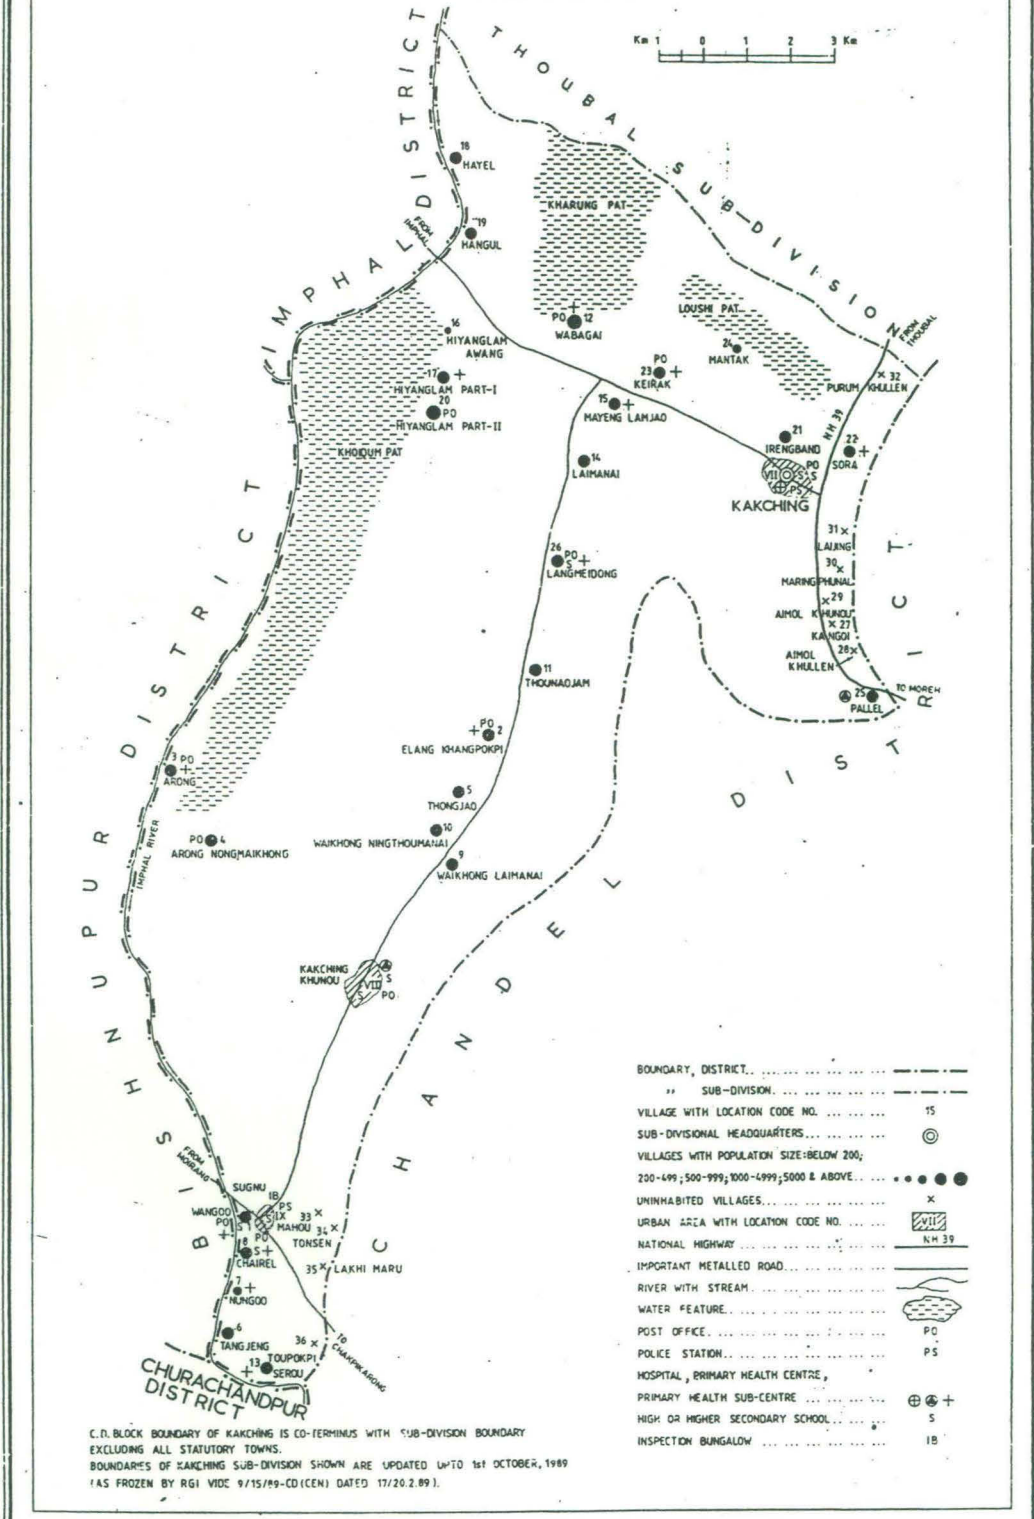 Km 1 0 1 2 3 Km
THOUBAL SUB-DIVISION
IMPHAL DISTRICT
18
HAYEL
FROM IMPHAL
19
HANGUL
KHARUNG PAT
16
HIYANGLAM
AWANG
PO 12
WABAGAI
LOUSHI PAT
24
MANTAK
FROM THOUBAL
17
HIYANGLAM PART-I
20
PO
HIYANGLAM PART-II
PO
23
KEIRAK
32
PURUM KHULLEN
15
MAYENG LAMJAO
NH 39
KHOIDUM PAT
21
IRENGBAND
22
SORA
14
LAIMANAI
VII S PO S
PS
KAKCHING
31
LAIJING
26 PO
S
LANGMEIDONG
30
MARING PHUNAL
29
AIMOL KHUNOU
27
KANGOI
28
AIMOL
KHULLEN
11
THOUNAOJAM
TO MOREH
25
PALLEL
PO
2
ELANG KHANGPOKPI
3 PO
ARONG
5
THONGJAO
10
WAIKHONG NINGTHOUMANAI
PO 4
ARONG NONGMAIKHONG
9
WAIKHONG LAIMANAI
IMPHAL RIVER
BISHNUPUR DISTRICT
CHANDEL DISTRICT
KAKCHING
KHUNOU
VIII
S
S PO
FROM MOIRANG
SUGNU
IB
PS
WANGOO
PO
S 1
S IX
33
MAHOU
34
TONSEN
PO
8 S
CHAIREL
35 LAKHI MARU
7
NUNGOO
6
TANGJENG
36
TOUPOKPI
13
SEROU
TO CHAKPIKARONG
CHURACHANDPUR
DISTRICT
BOUNDARY, DISTRICT
,, SUB-DIVISION
VILLAGE WITH LOCATION CODE NO. 15
SUB-DIVISIONAL HEADQUARTERS
VILLAGES WITH POPULATION SIZE:BELOW 200;
200-499;500-999;1000-4999;5000 & ABOVE
UNINHABITED VILLAGES ×
URBAN AREA WITH LOCATION CODE NO. VII
NATIONAL HIGHWAY NH 39
IMPORTANT METALLED ROAD
RIVER WITH STREAM
WATER FEATURE
POST OFFICE PO
POLICE STATION PS
HOSPITAL, PRIMARY HEALTH CENTRE,
PRIMARY HEALTH SUB-CENTRE
HIGH OR HIGHER SECONDARY SCHOOL S
INSPECTION BUNGALOW IB
C.D. BLOCK BOUNDARY OF KAKCHING IS CO-TERMINUS WITH SUB-DIVISION BOUNDARY
EXCLUDING ALL STATUTORY TOWNS.
BOUNDARIES OF KAKCHING SUB-DIVISION SHOWN ARE UPDATED UPTO 1st OCTOBER, 1989
(AS FROZEN BY RGI VIDE 9/15/89-CD(CEN) DATED 17/20.2.89).